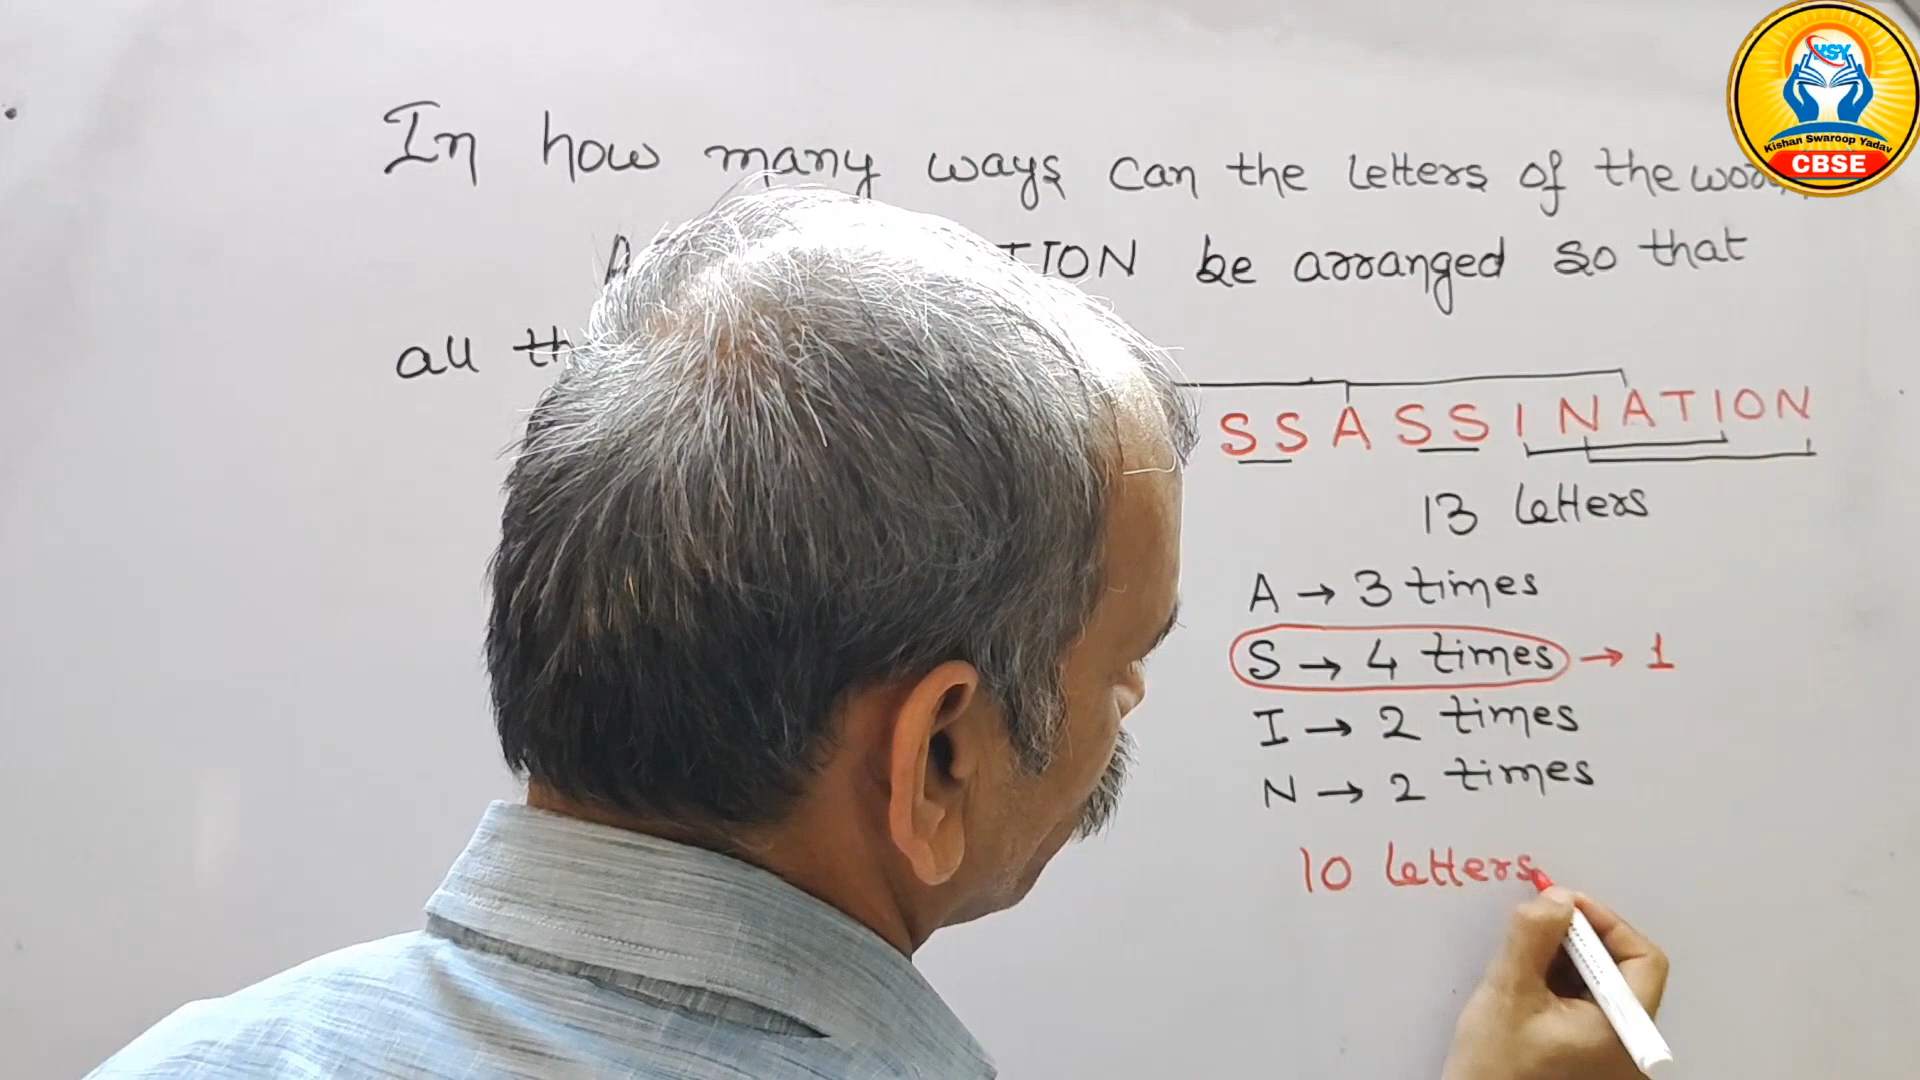 In how many ways can the letters of the
TION be arranged so that
all
SSASSINATION
13 letters
A → 3 times
S → 4 times → 1
I → 2 times
N → 2 times
10 letters
KSY
Kishan Swaroop Yadav
CBSE